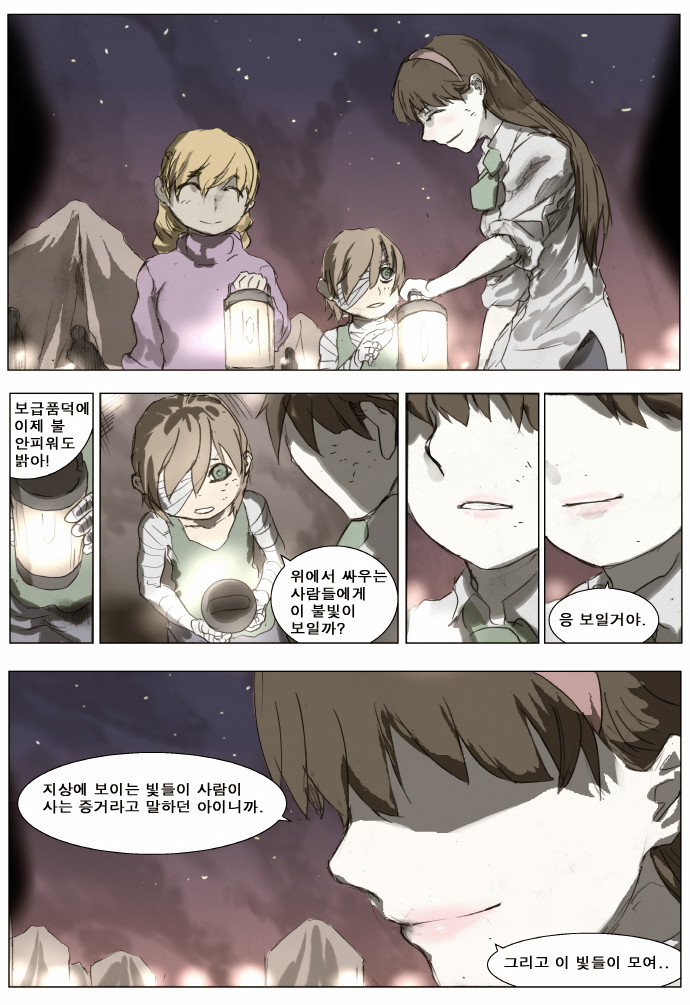 보급품덕에
이제 불
안피워도
밝아!
위에서 싸우는
사람들에게
이 불빛이
보일까?
응 보일거야.
지상에 보이는 빛들이 사람이
사는 증거라고 말하던 아이니까.
그리고 이 빛들이 모여..